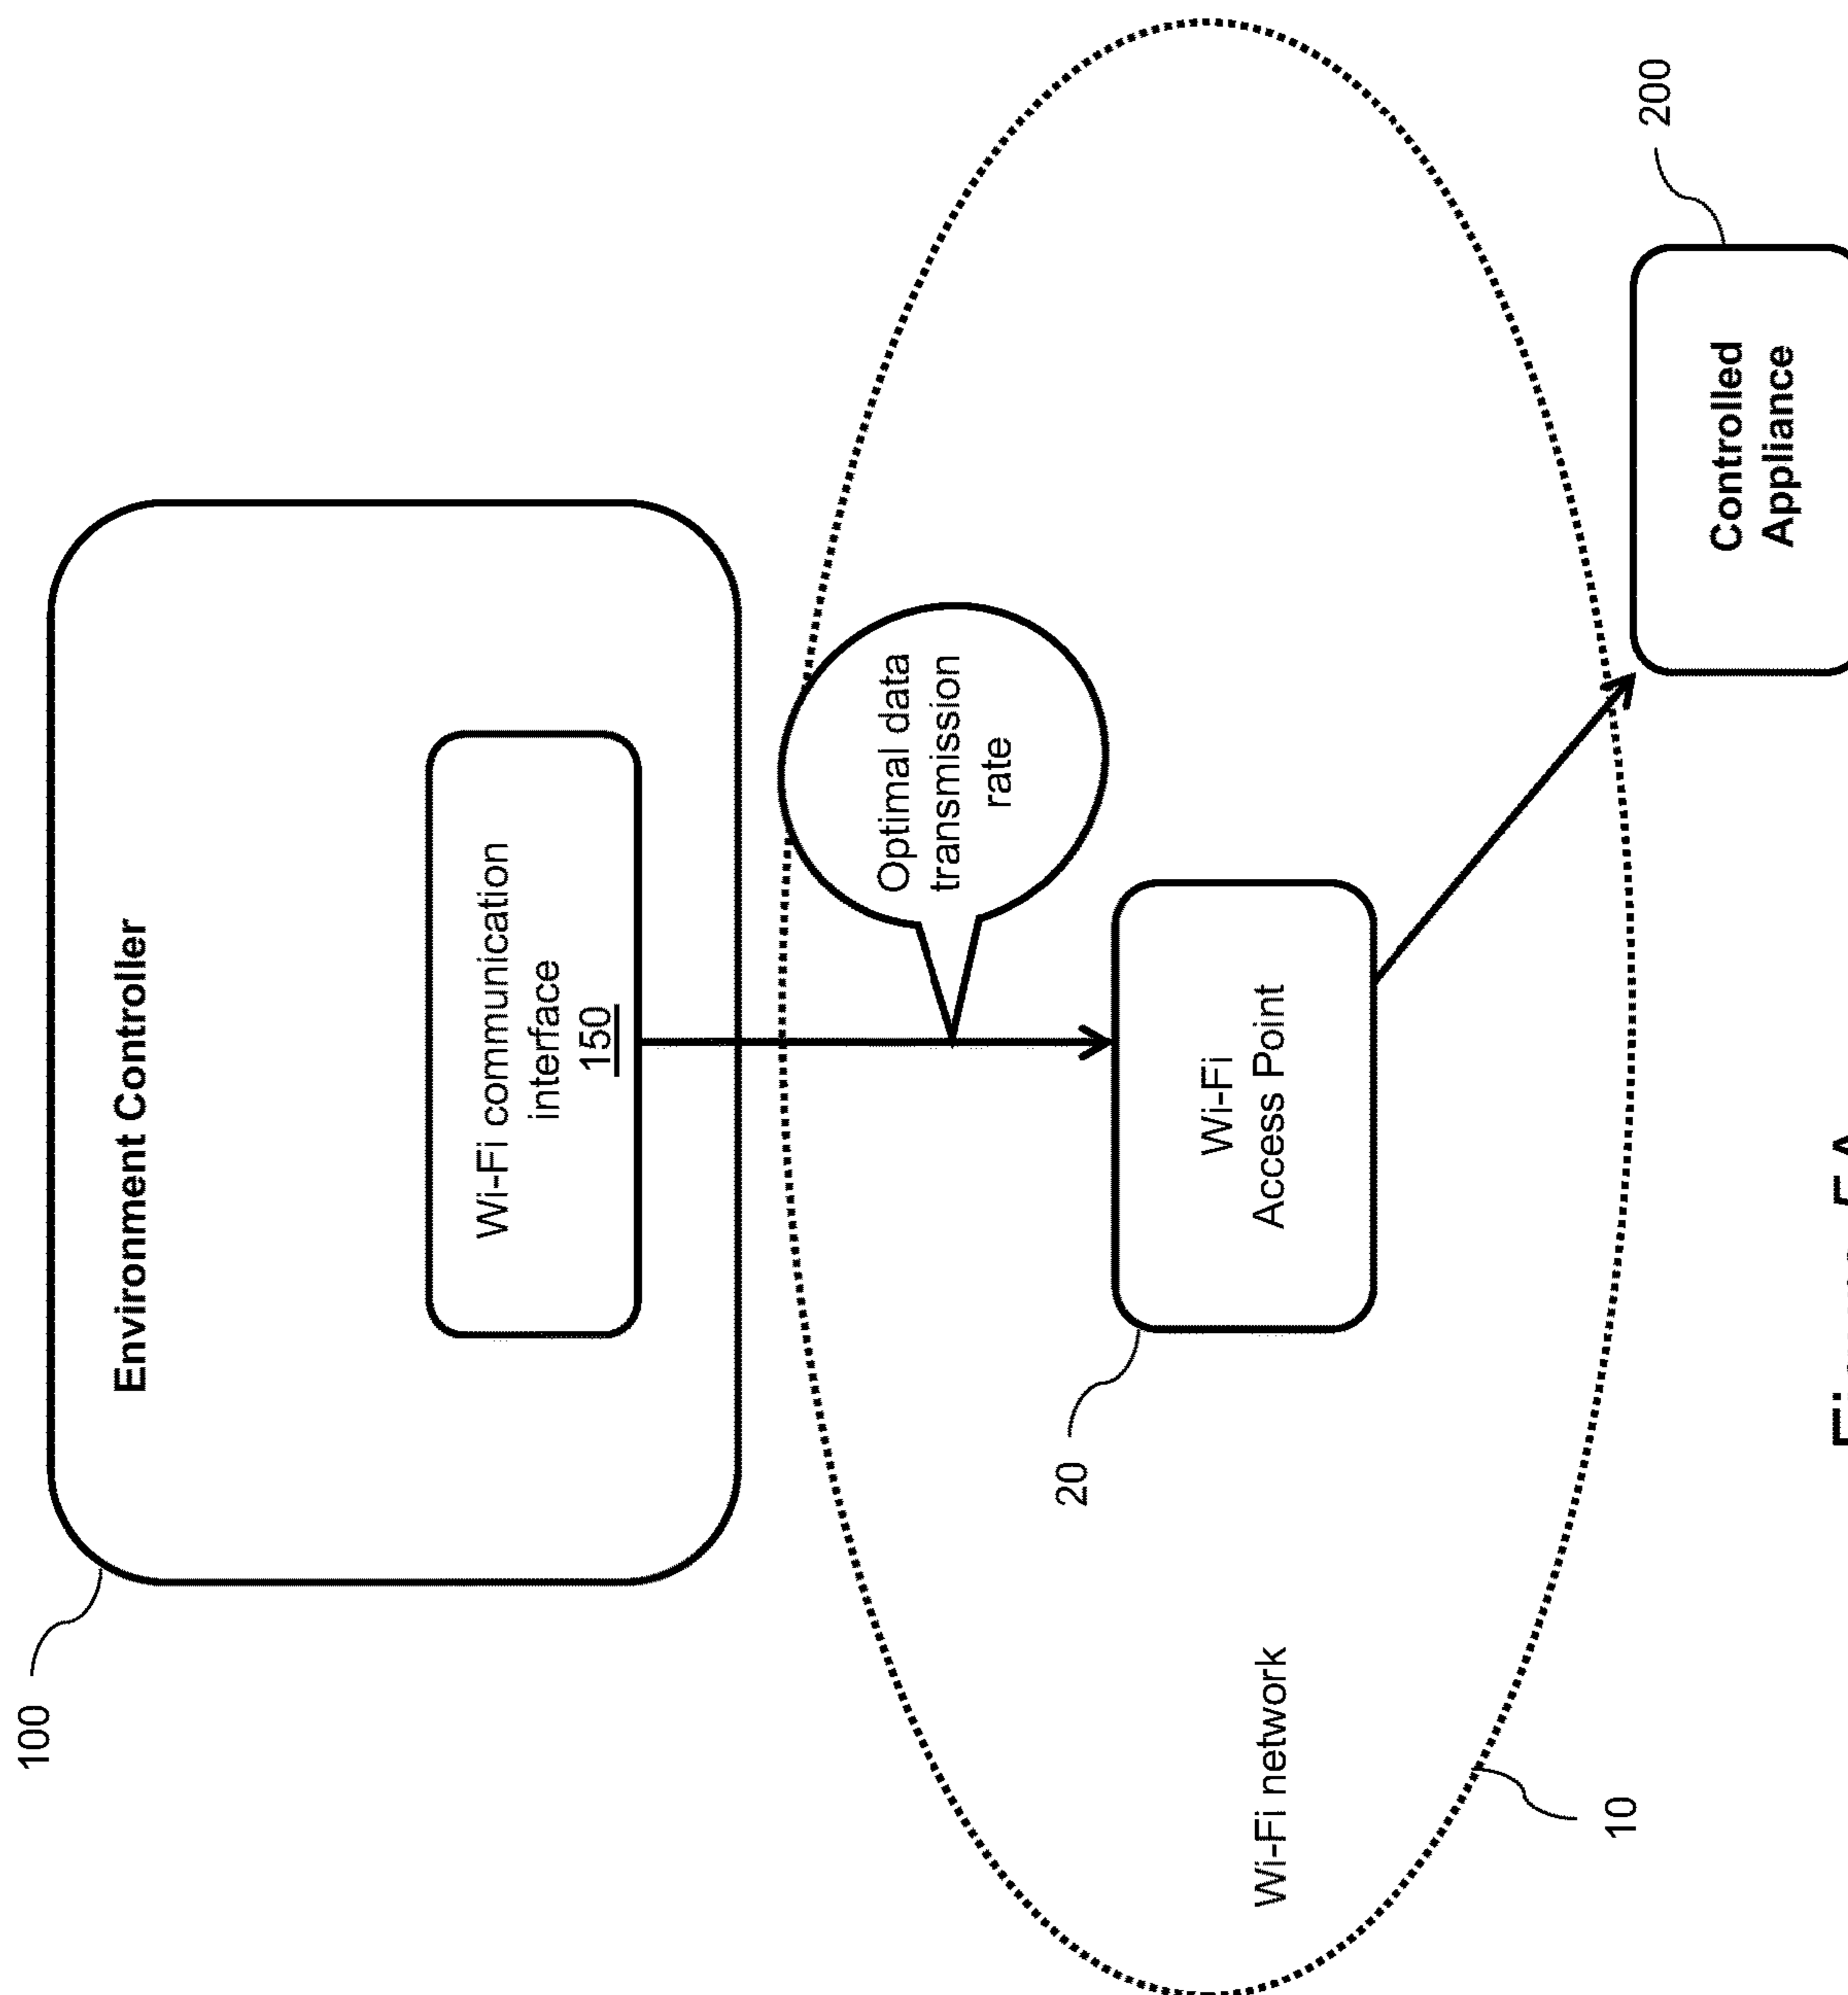 100
Environment Controller
Wi-Fi communication
interface
150
Optimal data
transmission
rate
20
Wi-Fi
Access Point
Wi-Fi network
10
200
Controlled
Appliance